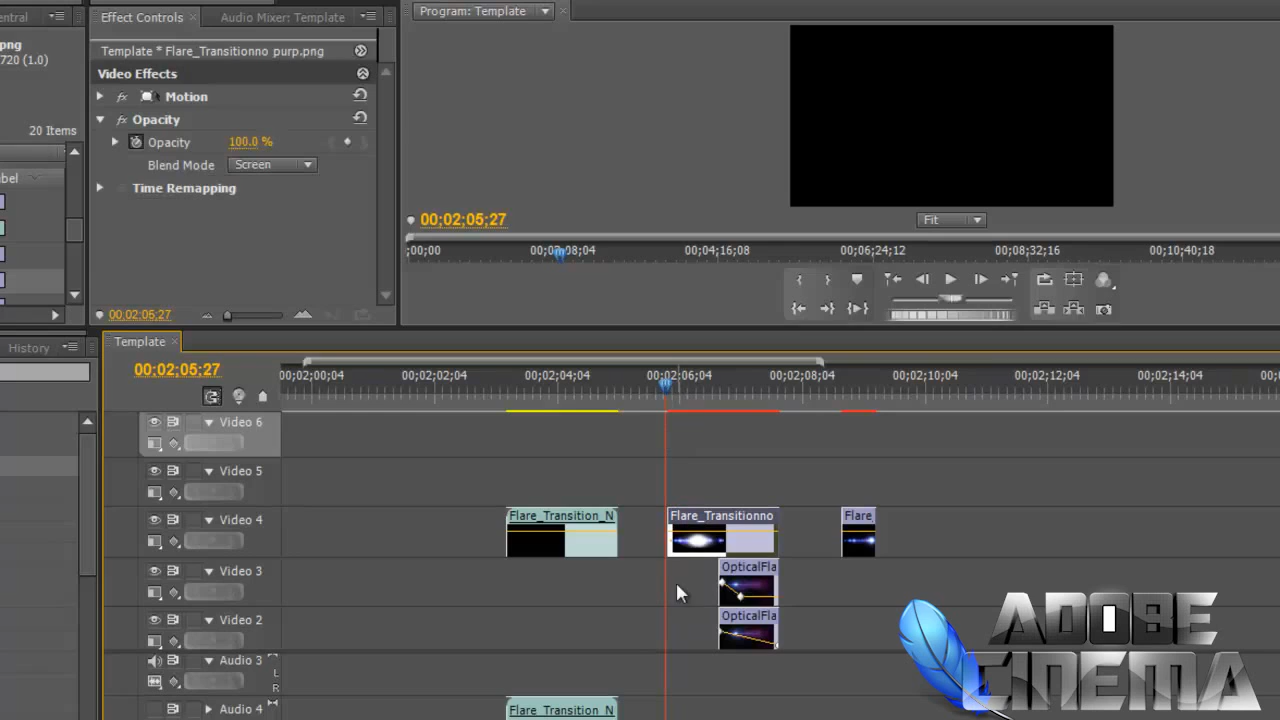 entral
Effect Controls
Audio Mixer: Template
Program: Template
png
720 (1.0)
Template * Flare_Transitionno purp.png
Video Effects
fx Motion
fx Opacity
20 Items
Opacity 100.0 %
Blend Mode Screen
abel
Time Remapping
00;02;05;27
Fit
;00;00
00;02;08;04
00;04;16;08
00;06;24;12
00;08;32;16
00;10;40;18
00;02;05;27
History
Template
00;02;05;27
00;02;00;04
00;02;02;04
00;02;04;04
00;02;06;04
00;02;08;04
00;02;10;04
00;02;12;04
00;02;14;04
00;
Video 6
Video 5
Video 4
Flare_Transition_N
Flare_Transitionno
Flare_
Video 3
OpticalFla
Video 2
OpticalFla
Audio 3
L
R
Audio 4
Flare_Transition_N
ADOBE
CINEMA